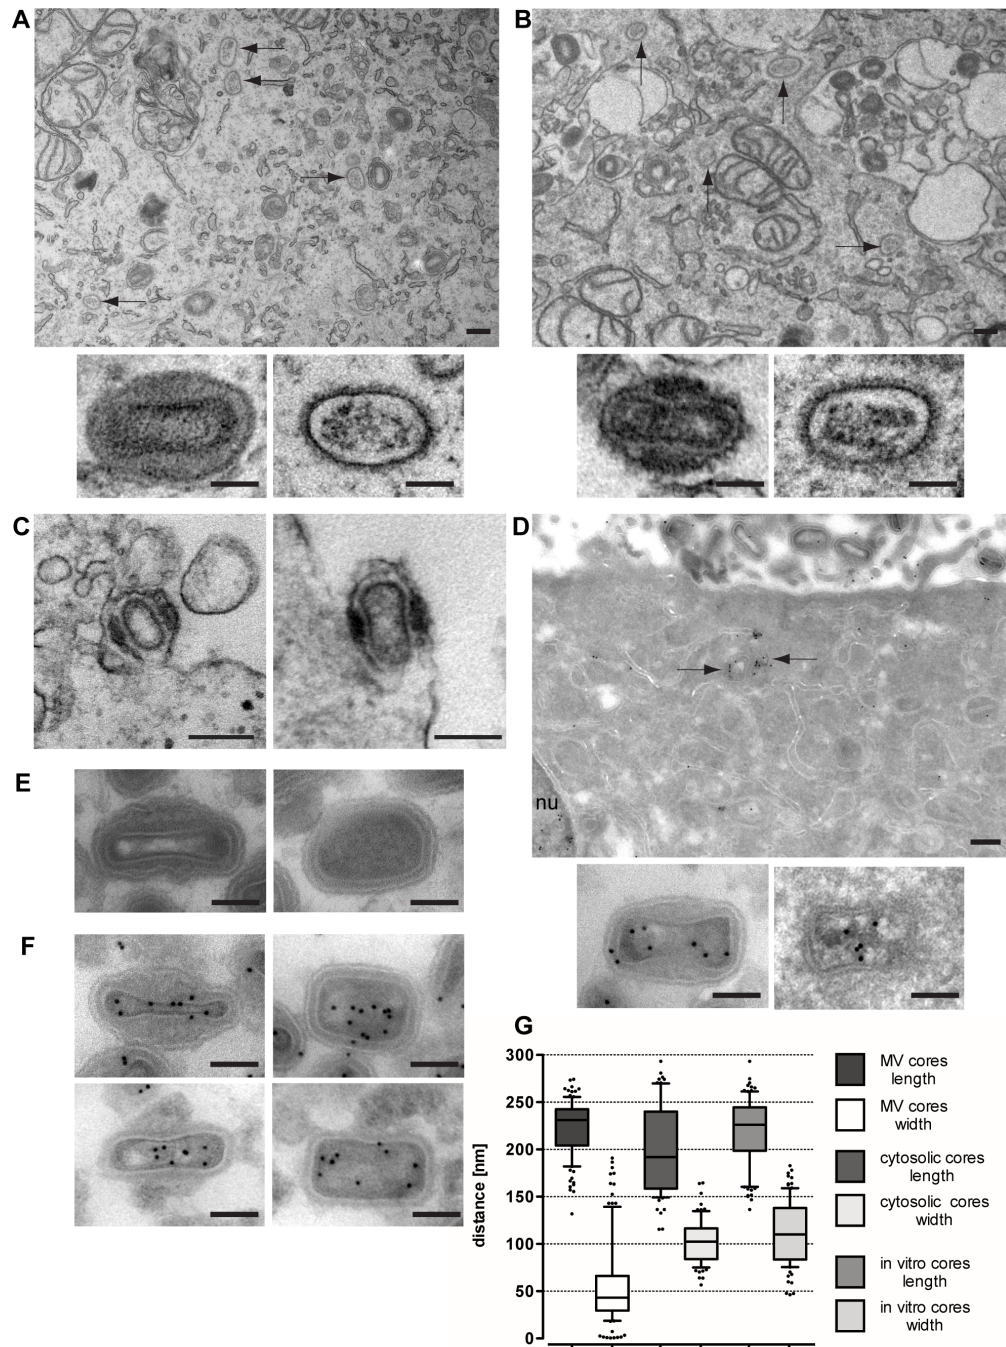 A
B
C
D
nu
E
F
G
300
250
200
150
100
50
0
distance [nm]
MV cores
length
MV cores
width
cytosolic cores
length
cytosolic cores
width
in vitro cores
length
in vitro cores
width